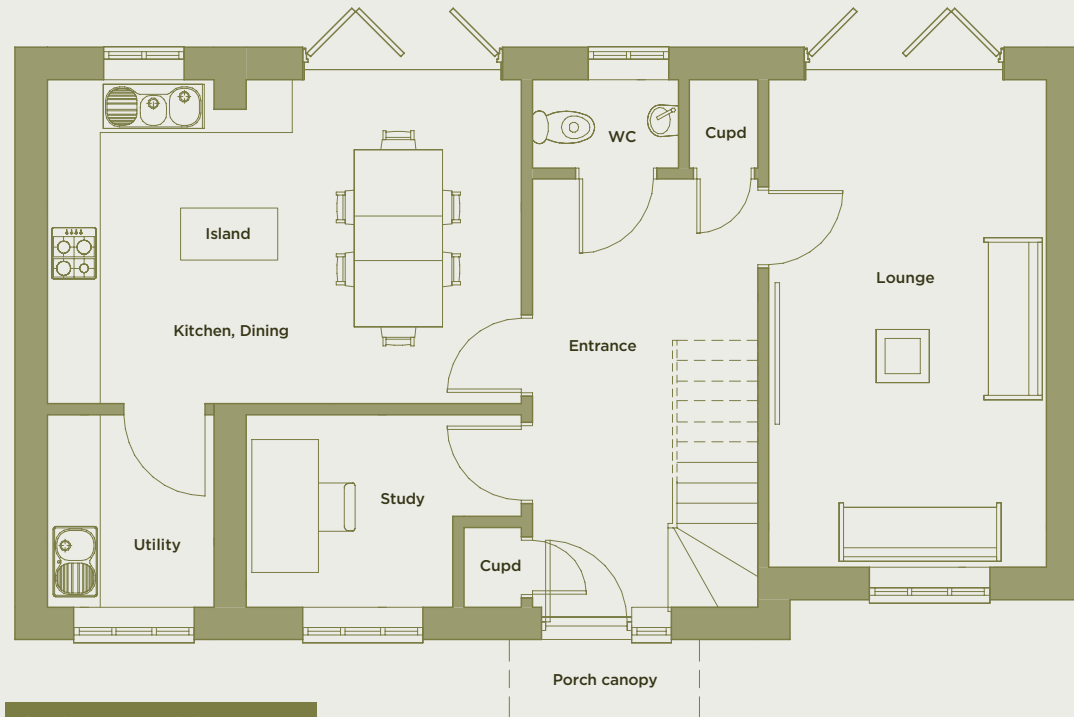 WC
Cupd
Island
Lounge
Kitchen, Dining
Entrance
Study
Utility
Cupd
Porch canopy